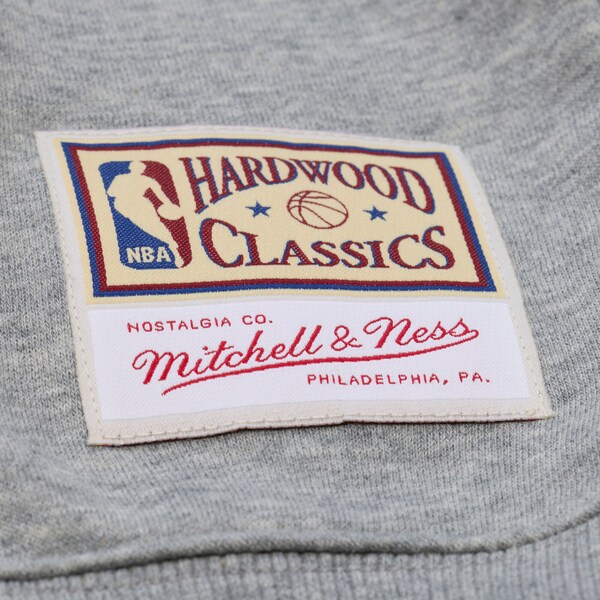 HARDWOOD
NBA
CLASSICS
NOSTALGIA CO.
Mitchell & Ness
PHILADELPHIA, PA.